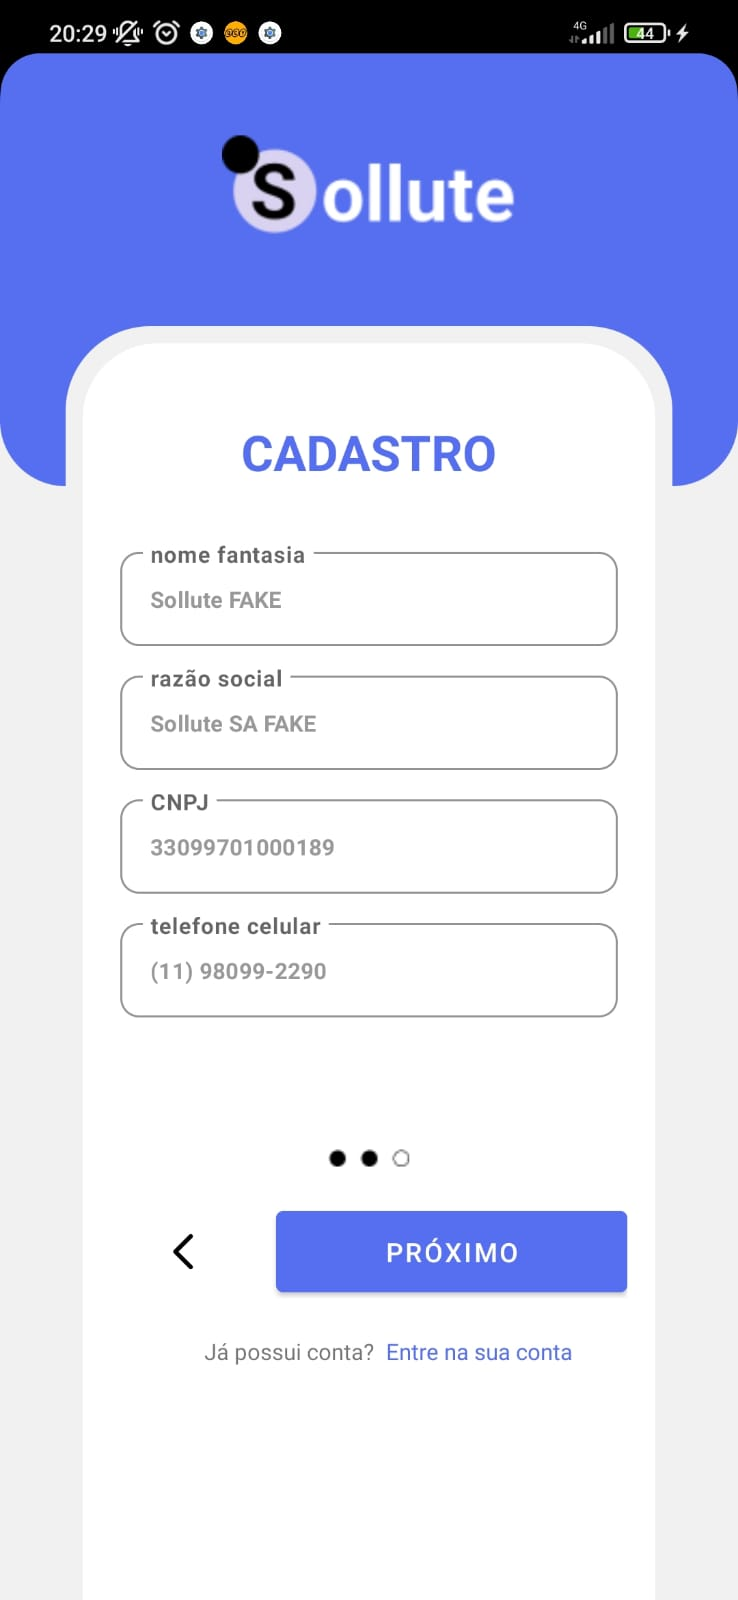 20:29
4G
44
Sollute
CADASTRO
nome fantasia
Sollute FAKE
razão social
Sollute SA FAKE
CNPJ
33099701000189
telefone celular
(11) 98099-2290
PRÓXIMO
Já possui conta? Entre na sua conta